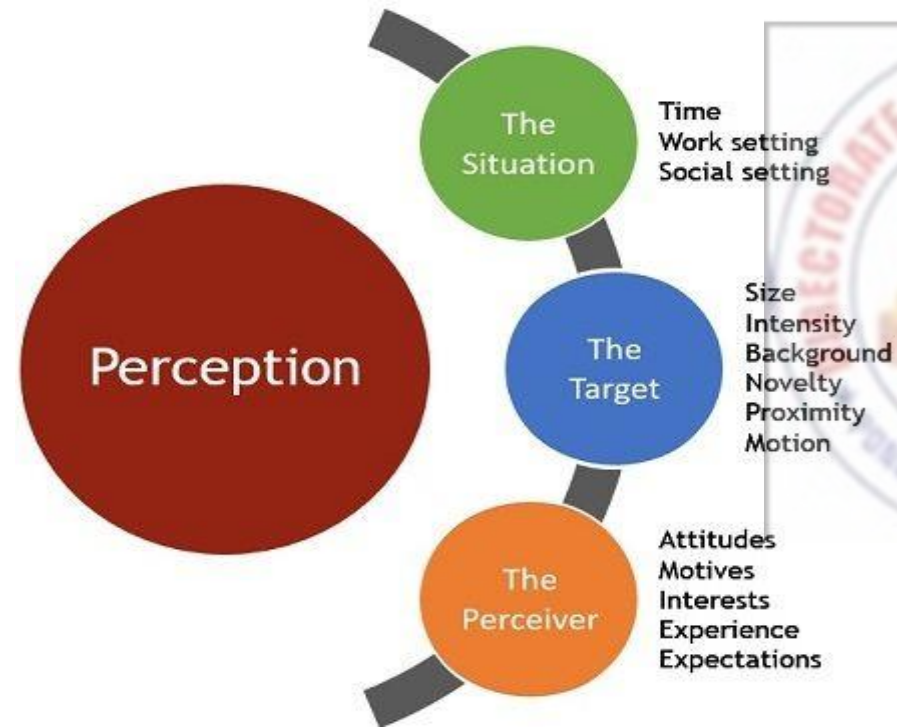 Perception
The
Situation
Time
Work setting
Social setting
The
Target
Size
Intensity
Background
Novelty
Proximity
Motion
The
Perceiver
Attitudes
Motives
Interests
Experience
Expectations